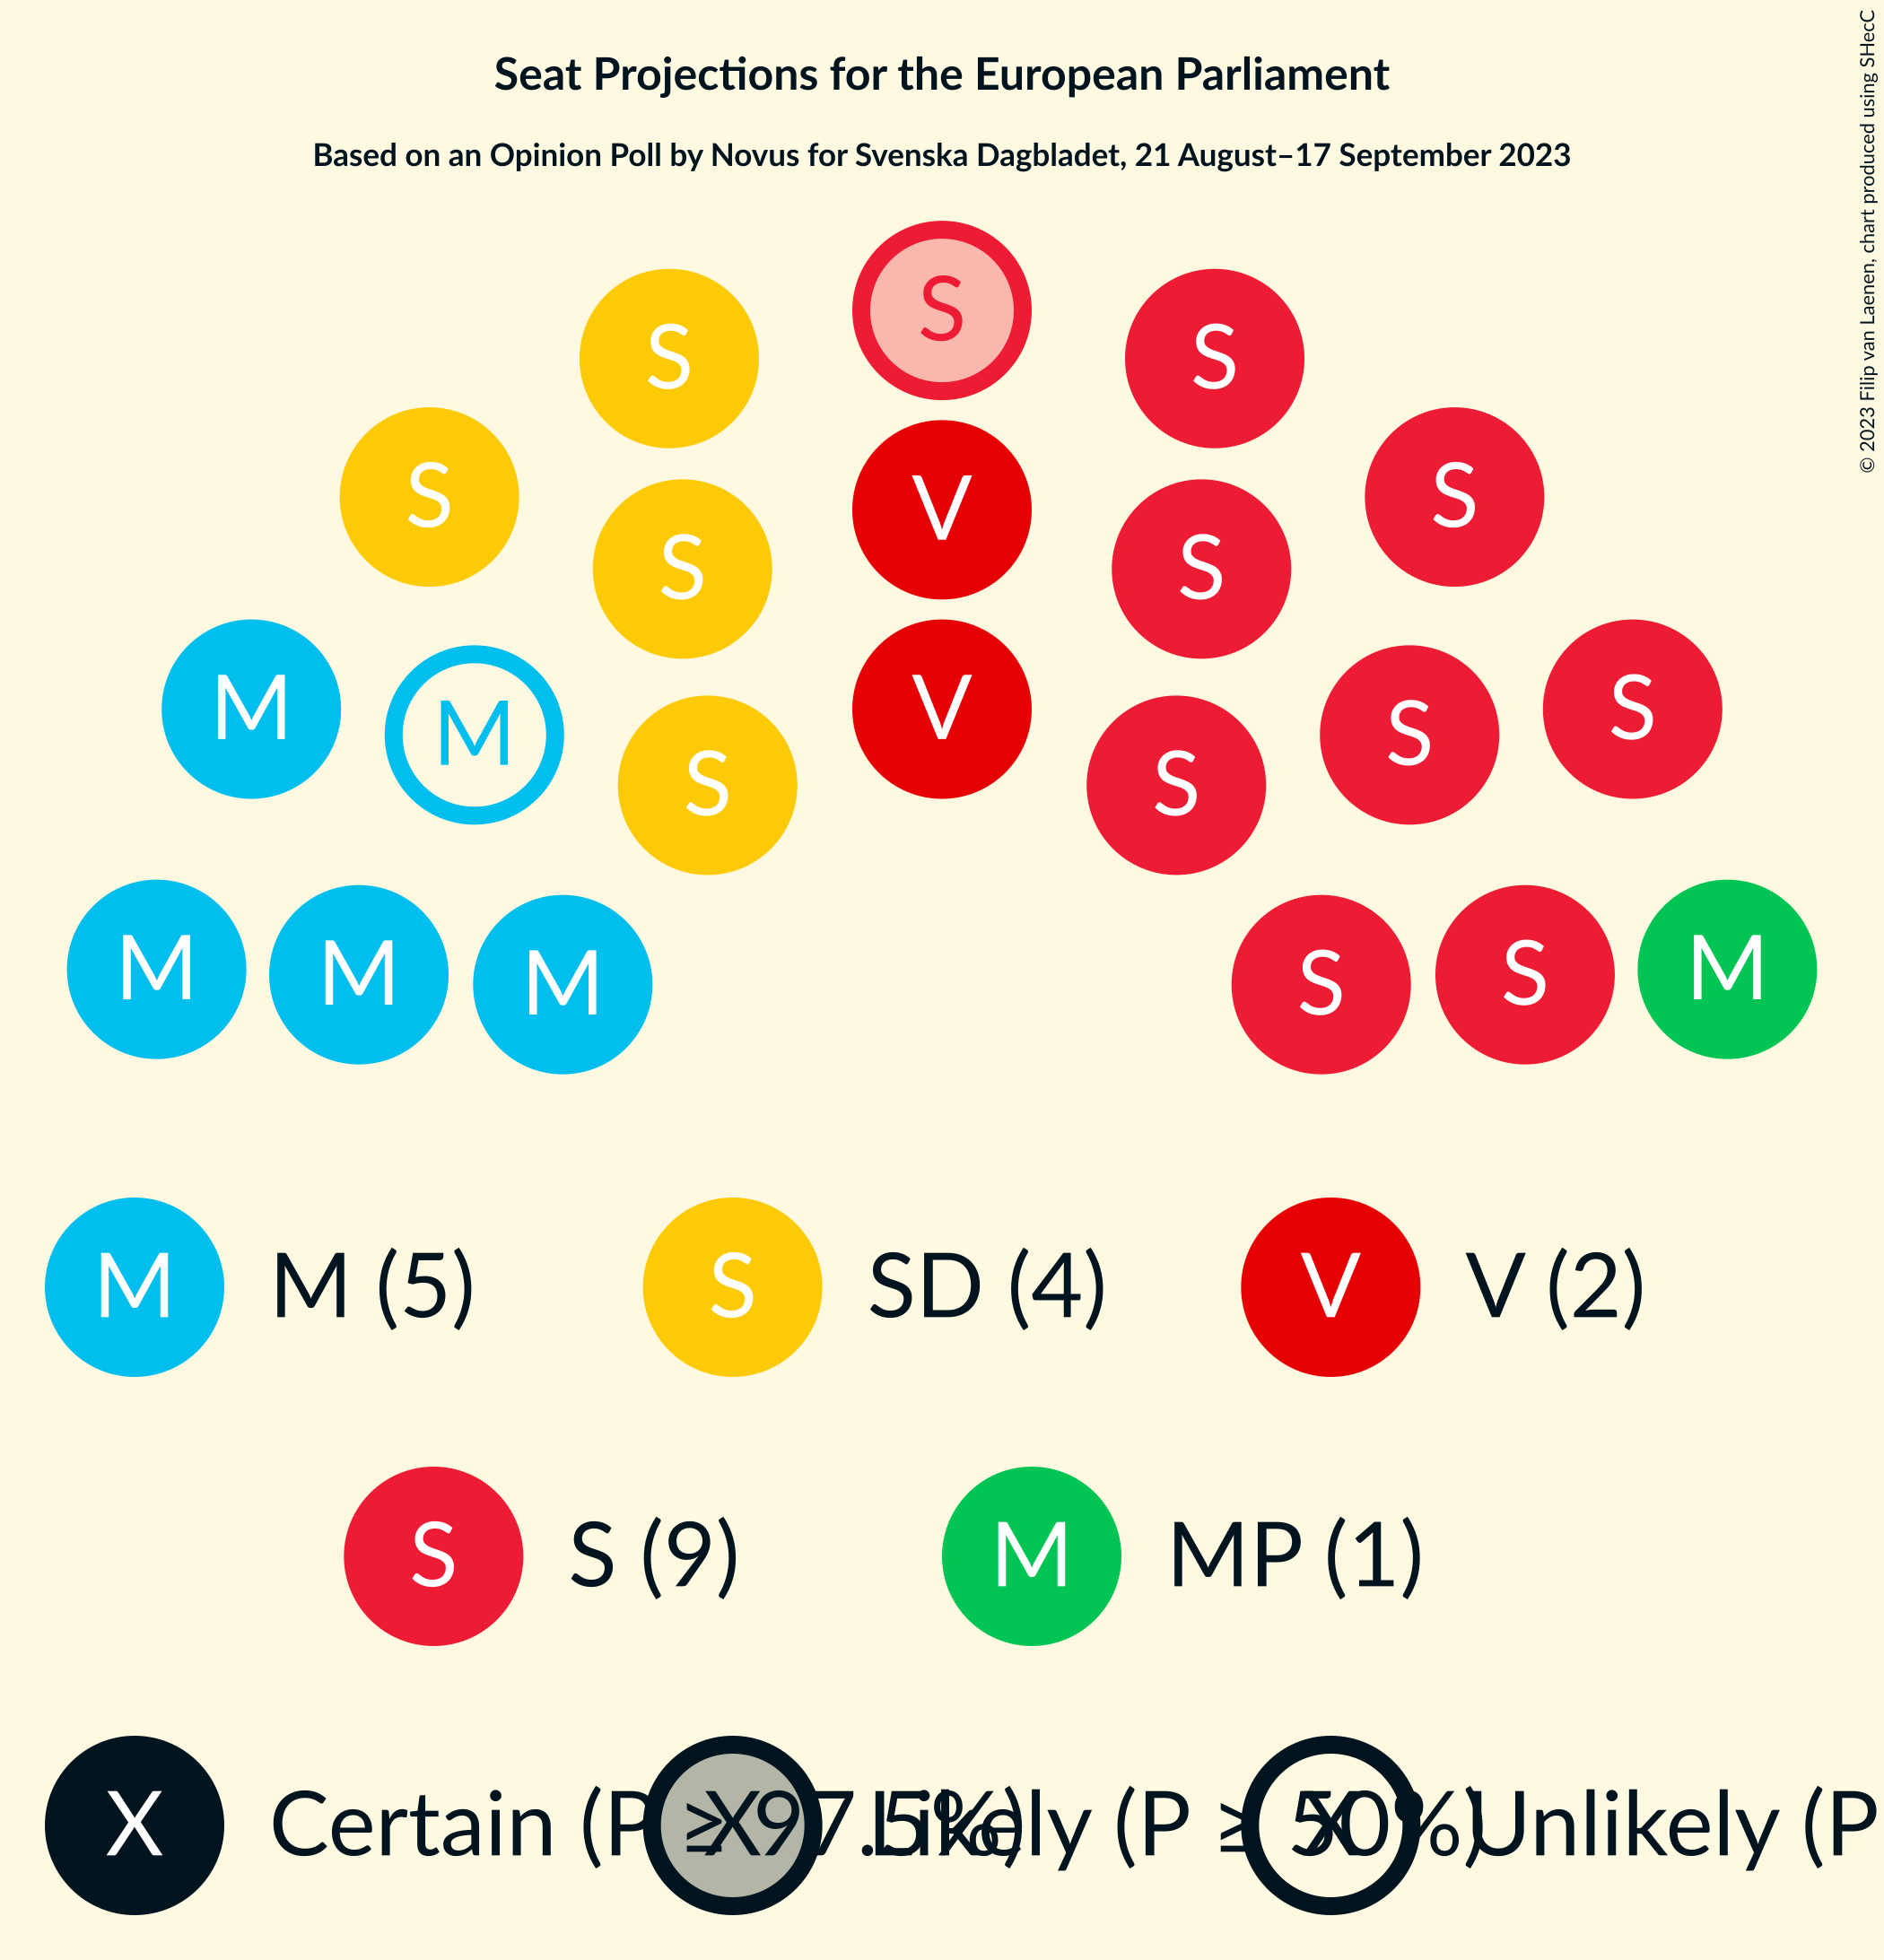 Seat Projections for the European Parliament
Based on an Opinion Poll by Novus for Svenska Dagbladet, 21 August–17 September 2023
© 2023 Filip van Laenen, chart produced using SHecC
S
S S
S S
V
S S
M S
M V S
S S
M M
M M S S
M M (5) S SD (4) V V (2)
S S (9) M MP (1)
X Certain (P ≥ 97.5%) X Likely (P ≥ 50%) X Unlikely (P